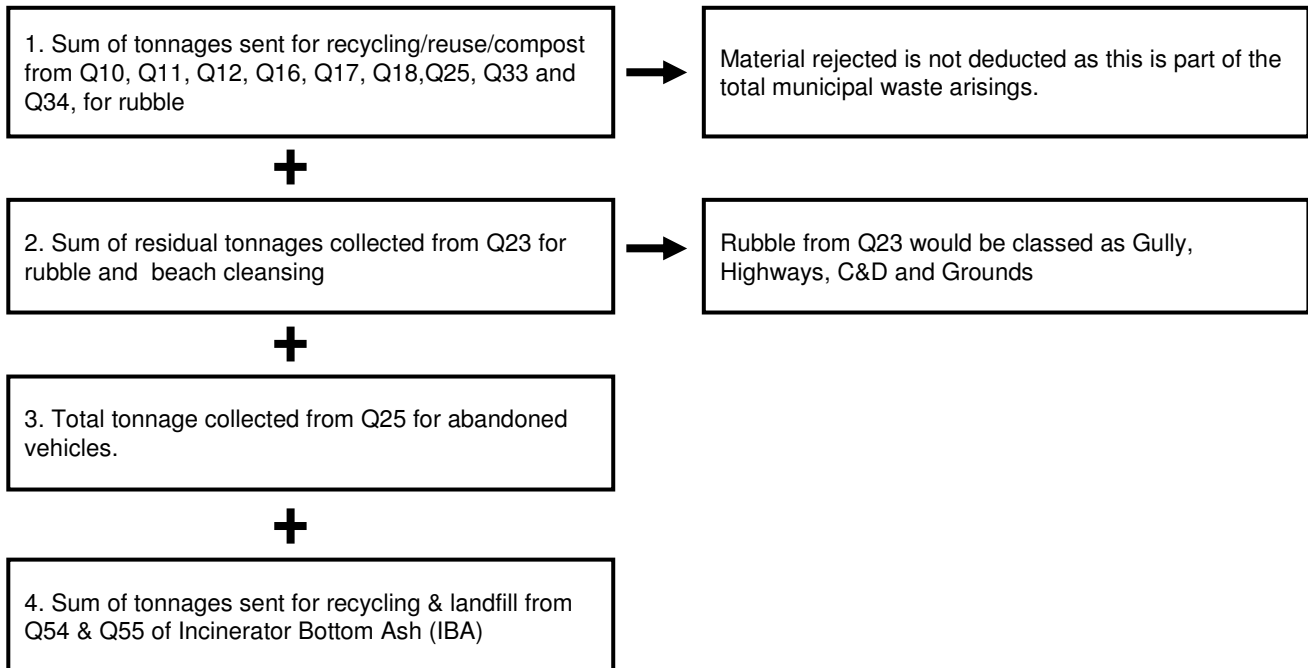 1. Sum of tonnages sent for recycling/reuse/compost
from Q10, Q11, Q12, Q16, Q17, Q18,Q25, Q33 and
Q34, for rubble
Material rejected is not deducted as this is part of the
total municipal waste arisings.
+
2. Sum of residual tonnages collected from Q23 for
rubble and  beach cleansing
Rubble from Q23 would be classed as Gully,
Highways, C&D and Grounds
+
3. Total tonnage collected from Q25 for abandoned
vehicles.
+
4. Sum of tonnages sent for recycling & landfill from
Q54 & Q55 of Incinerator Bottom Ash (IBA)